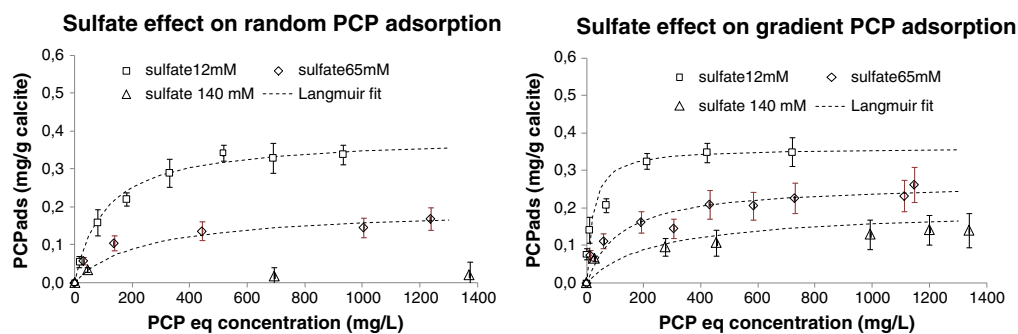 Sulfate effect on random PCP adsorption
0,6
0,5
0,4
0,3
0,2
0,1
0,0
PCPads (mg/g calcite)
sulfate12mM
sulfate65mM
sulfate 140 mM
Langmuir fit
0 200 400 600 800 1000 1200 1400
PCP eq concentration (mg/L)
Sulfate effect on gradient PCP adsorption
0,6
0,5
0,4
0,3
0,2
0,1
0,0
PCPads (mg/g calcite)
sulfate12mM
sulfate65mM
sulfate 140 mM
Langmuir fit
0 200 400 600 800 1000 1200 1400
PCP eq concentration (mg/L)